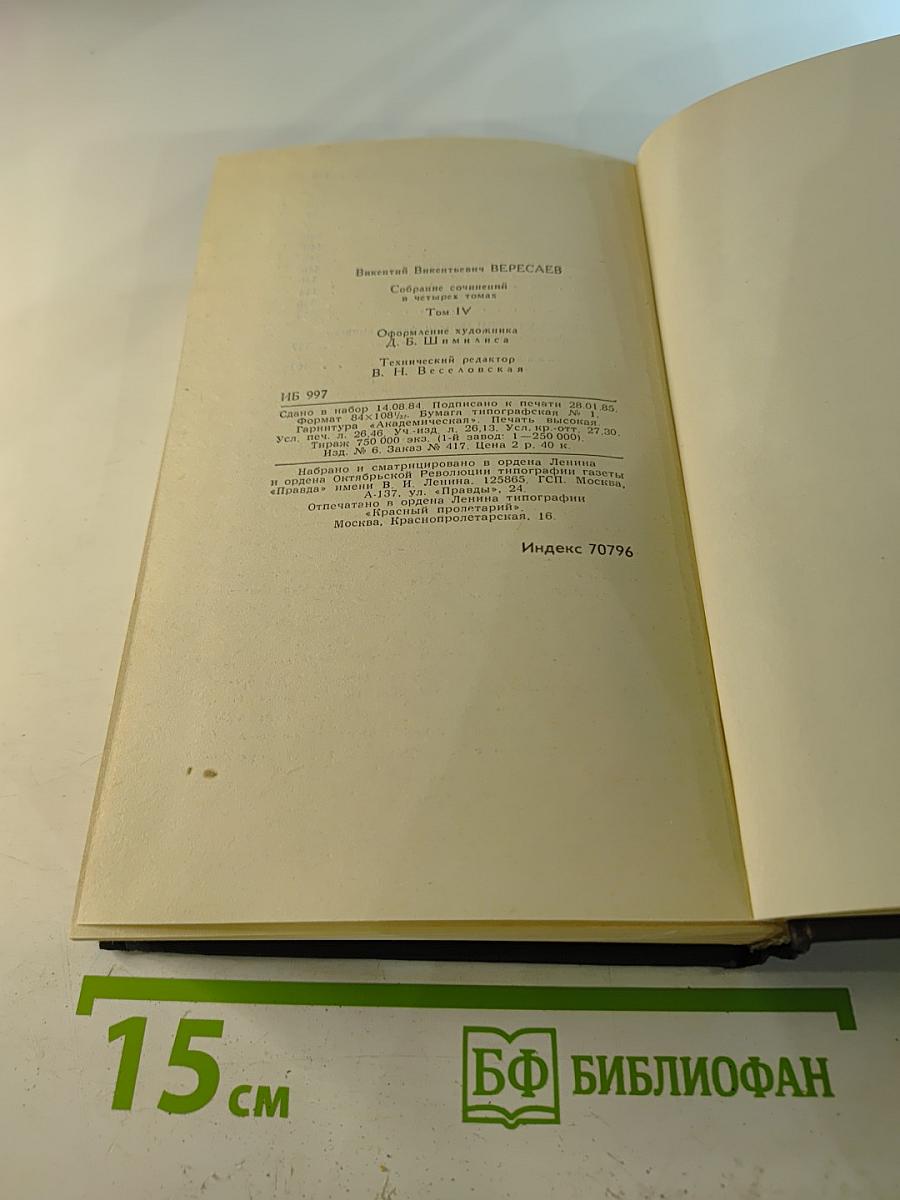 Викентий Викентьевич ВЕРЕСАЕВ
Собрание сочинений
в четырех томах
Том IV
Оформление художника
Д. Б. Шимилиса
Технический редактор
В. Н. Веселовская
ИБ 997
Сдано в набор 14.08.84. Подписано к печати 28.01.85.
Формат 84×108¹/₃₂. Бумага типографская № 1.
Гарнитура «Академическая». Печать высокая.
Усл. печ. л. 26,46. Уч.-изд. л. 26,13. Усл. кр.-отт. 27,30.
Тираж 750 000 экз. (1-й завод: 1—250 000).
Изд. № 6. Заказ № 417. Цена 2 р. 40 к.
Набрано и сматрицировано в ордена Ленина
и ордена Октябрьской Революции типографии газеты
«Правда» имени В. И. Ленина. 125865, ГСП. Москва,
А-137, ул. «Правды», 24.
Отпечатано в ордена Ленина типографии
«Красный пролетарий».
Москва, Краснопролетарская, 16.
Индекс 70796
15 см
БФ БИБЛИОФАН